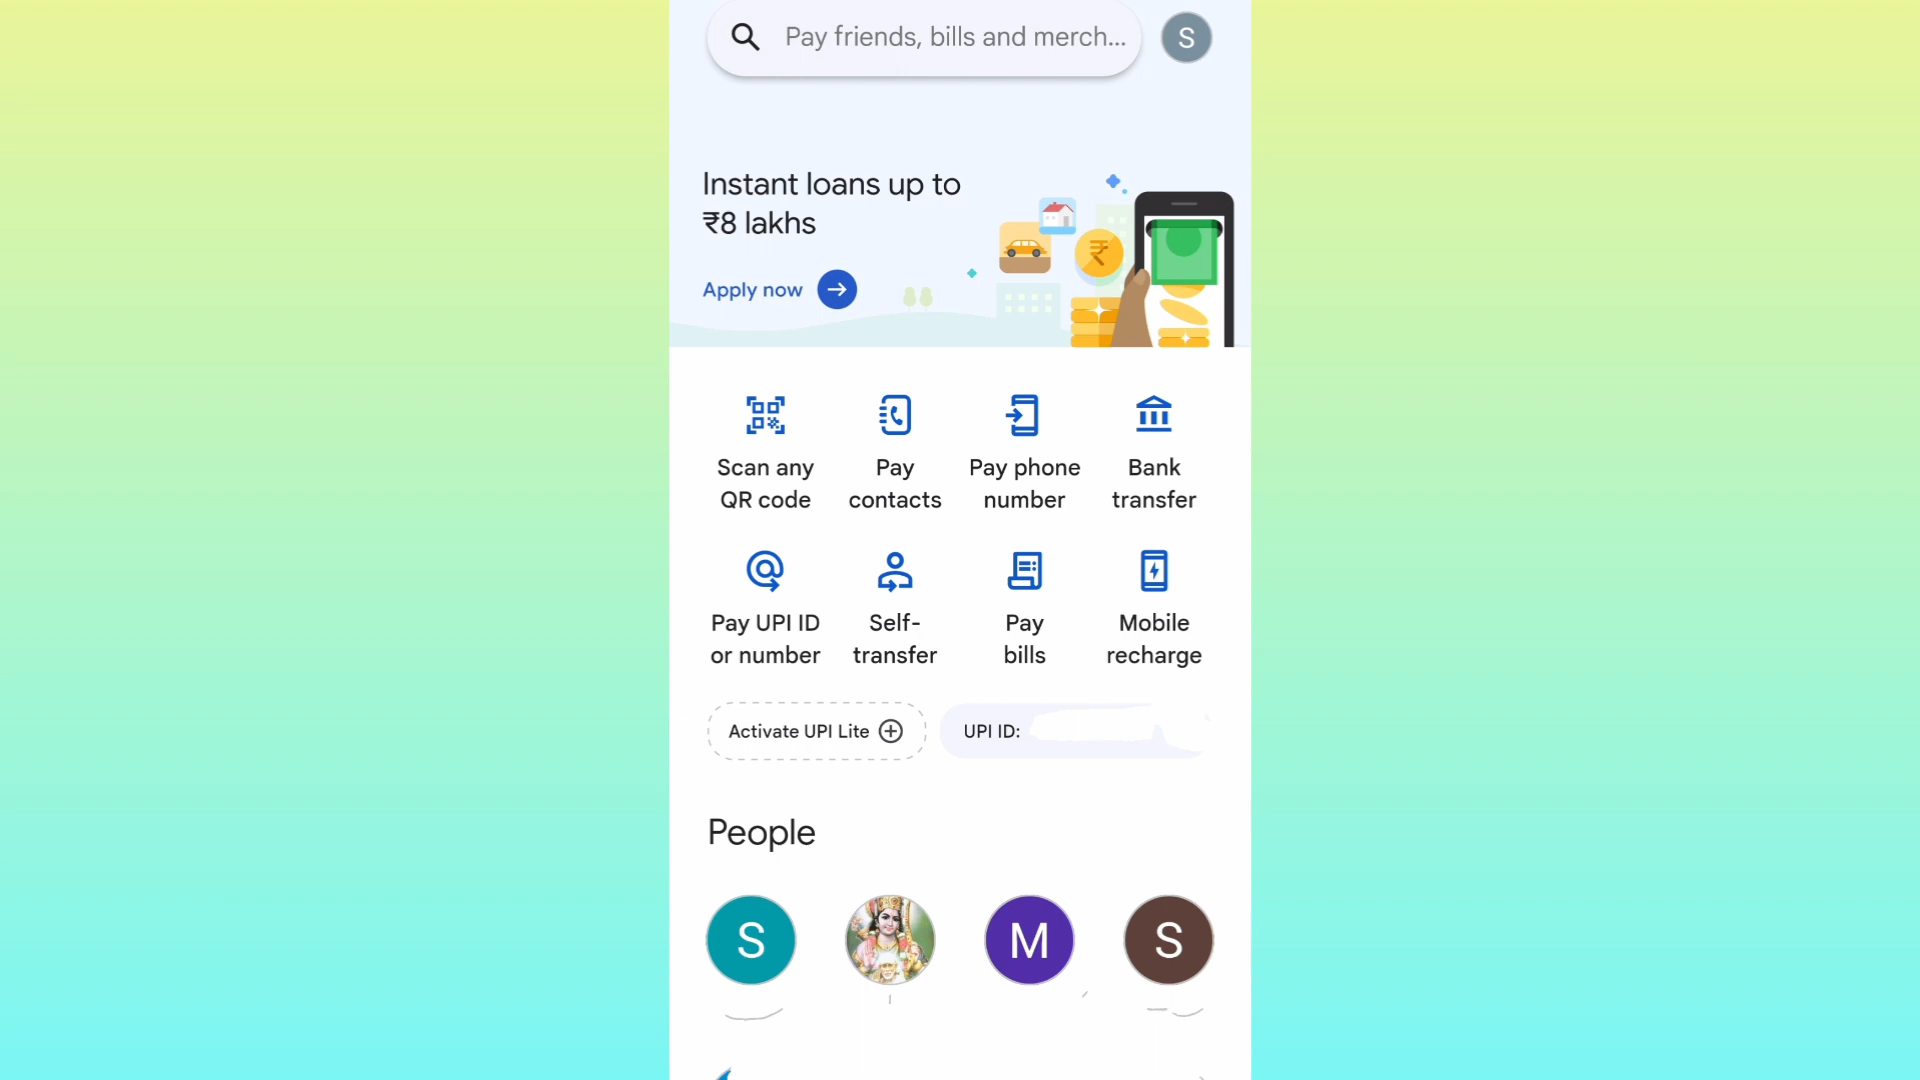 Pay friends, bills and merch...
S
Instant loans up to
₹8 lakhs
Apply now
Scan any
QR code
Pay
contacts
Pay phone
number
Bank
transfer
Pay UPI ID
or number
Self-
transfer
Pay
bills
Mobile
recharge
Activate UPI Lite
UPI ID:
People
S
M
S